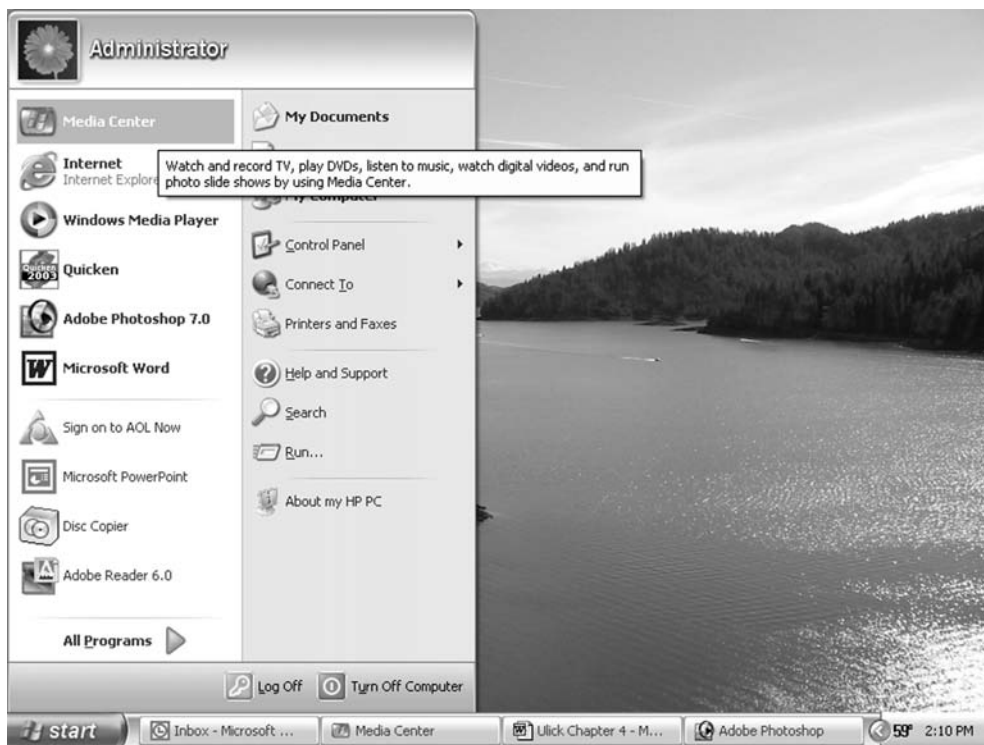 Administrator
Media Center
Internet
Internet Explore
Windows Media Player
Quicken
2003
Quicken
Adobe Photoshop 7.0
W
Microsoft Word
Sign on to AOL Now
Microsoft PowerPoint
Disc Copier
Adobe Reader 6.0
All Programs
My Documents
Watch and record TV, play DVDs, listen to music, watch digital videos, and run
photo slide shows by using Media Center.
My Computer
Control Panel
Connect To
Printers and Faxes
Help and Support
Search
Run...
About my HP PC
Log Off
Turn Off Computer
start
Inbox - Microsoft ...
Media Center
Ulick Chapter 4 - M...
Adobe Photoshop
59°
2:10 PM